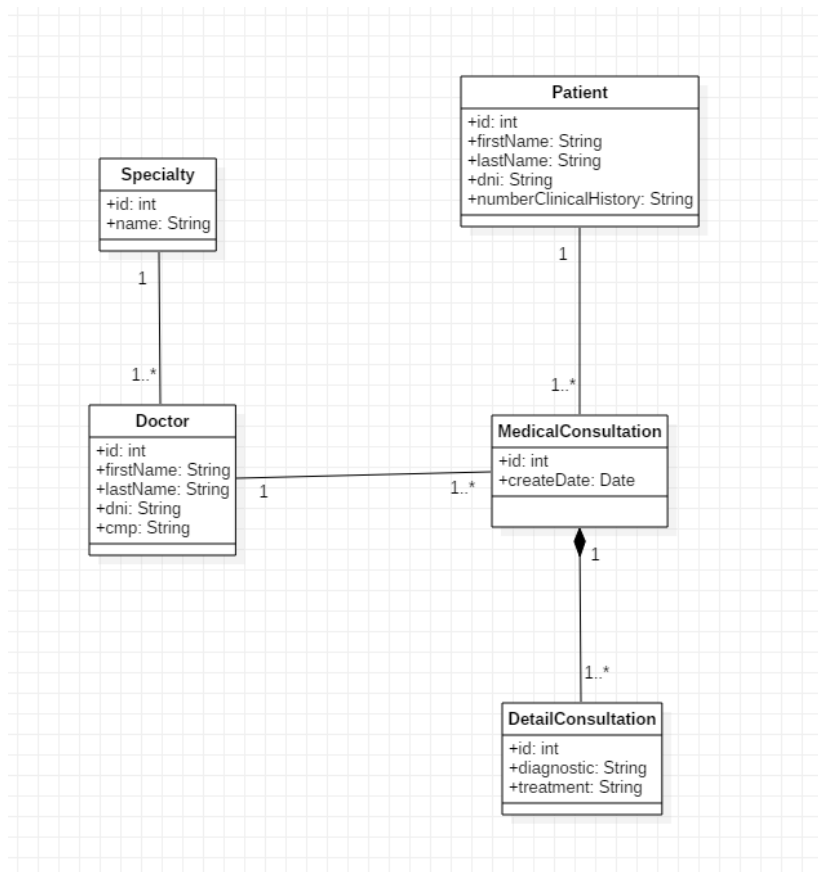 Patient
+id: int
+firstName: String
+lastName: String
+dni: String
+numberClinicalHistory: String
Specialty
+id: int
+name: String
1
1
1..*
1..*
Doctor
+id: int
+firstName: String
+lastName: String
+dni: String
+cmp: String
1
1..*
MedicalConsultation
+id: int
+createDate: Date
1
1..*
DetailConsultation
+id: int
+diagnostic: String
+treatment: String